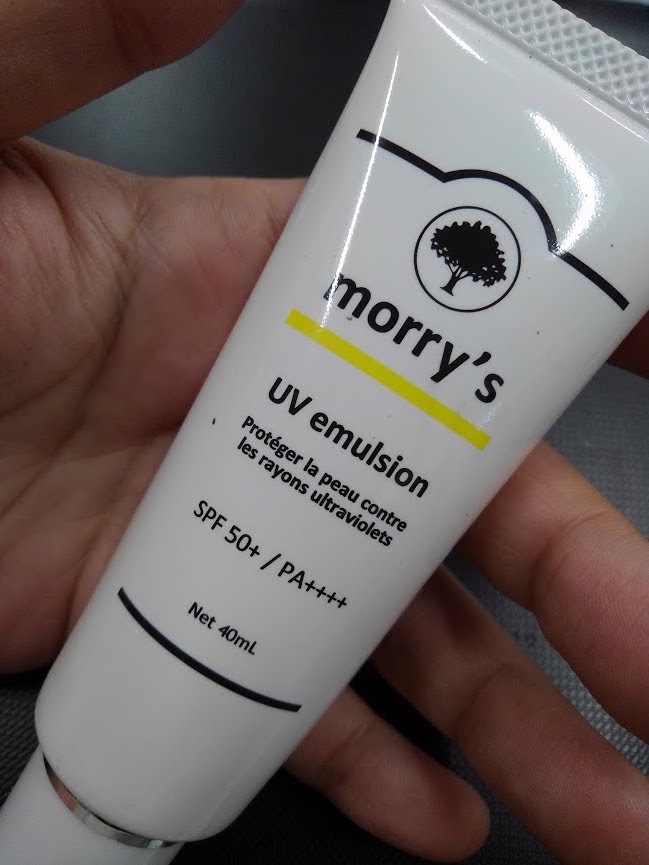 morry's
UV emulsion
Protéger la peau contre
les rayons ultraviolets
SPF 50+ / PA++++
Net 40mL